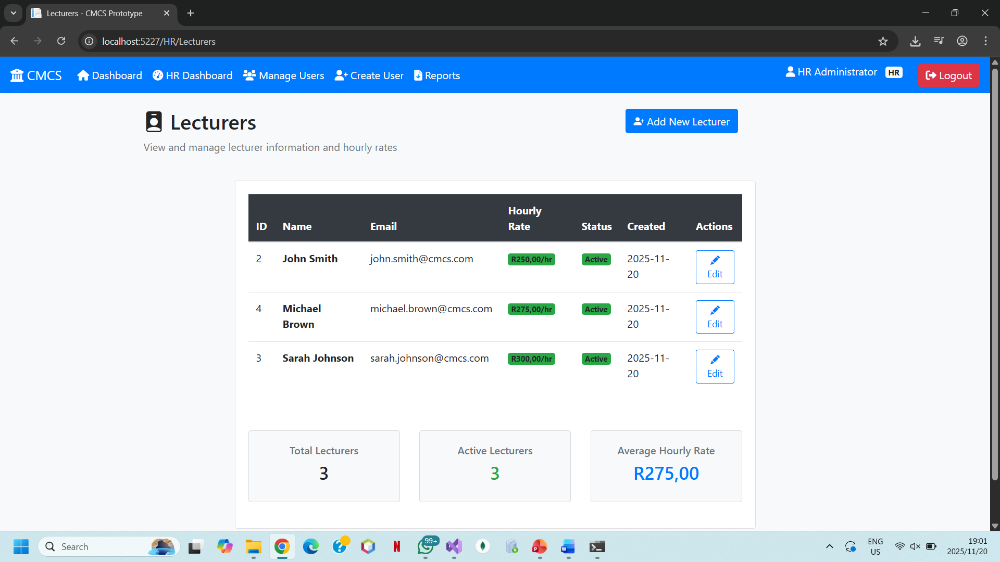 Lecturers - CMCS Prototype
localhost:5227/HR/Lecturers
CMCS Dashboard HR Dashboard Manage Users Create User Reports HR Administrator HR Logout
Lecturers
Add New Lecturer
View and manage lecturer information and hourly rates
ID Name Email Hourly Rate Status Created Actions
2 John Smith john.smith@cmcs.com R250,00/hr Active 2025-11-
20 Edit
4 Michael michael.brown@cmcs.com R275,00/hr Active 2025-11-
Brown 20 Edit
3 Sarah Johnson sarah.johnson@cmcs.com R300,00/hr Active 2025-11-
20 Edit
Total Lecturers Active Lecturers Average Hourly Rate
3 3 R275,00
Search 99+ ENG 19:01
US 2025/11/20